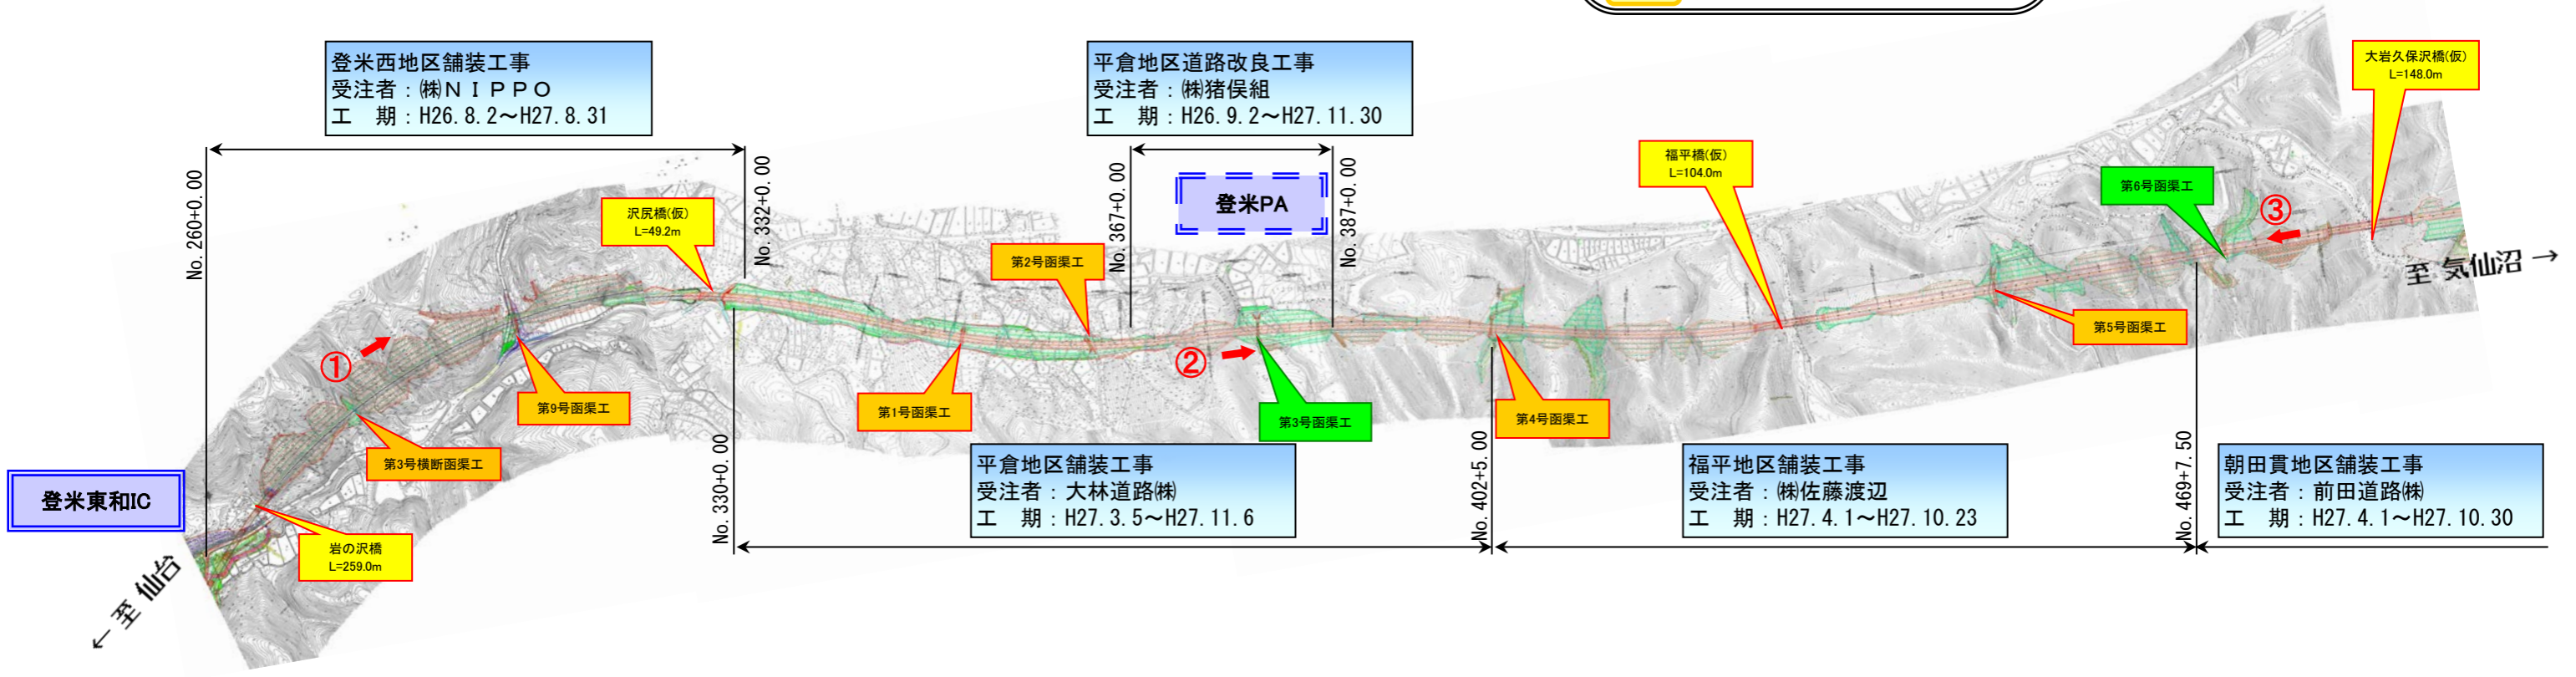 登米西地区舗装工事
受注者：㈱ＮＩＰＰＯ
工　期：H26.8.2～H27.8.31
平倉地区道路改良工事
受注者：㈱猪俣組
工　期：H26.9.2～H27.11.30
大岩久保沢橋(仮)
L=148.0m
No.260+0.00
No.332+0.00
No.367+0.00
No.387+0.00
登米PA
福平橋(仮)
L=104.0m
第6号函渠工
沢尻橋(仮)
L=49.2m
第2号函渠工
③
至 気仙沼 →
①
②
第5号函渠工
第9号函渠工
第1号函渠工
第3号函渠工
第4号函渠工
第3号横断函渠工
No.330+0.00
No.402+5.00
No.469+7.50
平倉地区舗装工事
受注者：大林道路㈱
工　期：H27.3.5～H27.11.6
福平地区舗装工事
受注者：㈱佐藤渡辺
工　期：H27.4.1～H27.10.23
朝田貫地区舗装工事
受注者：前田道路㈱
工　期：H27.4.1～H27.10.30
登米東和IC
岩の沢橋
L=259.0m
← 至 仙台